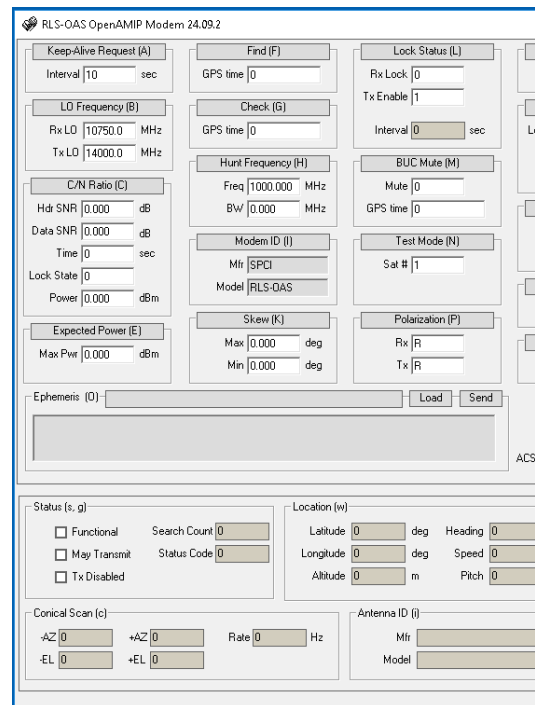 RLS-OAS OpenAMIP Modem 24.09.2
Keep-Alive Request (A)
Interval 10 sec
LO Frequency (B)
Rx LO 10750.0 MHz
Tx LO 14000.0 MHz
C/N Ratio (C)
Hdr SNR 0.000 dB
Data SNR 0.000 dB
Time 0 sec
Lock State 0
Power 0.000 dBm
Expected Power (E)
Max Pwr 0.000 dBm
Find (F)
GPS time 0
Check (G)
GPS time 0
Hunt Frequency (H)
Freq 1000.000 MHz
BW 0.000 MHz
Modem ID (I)
Mfr SPCI
Model RLS-OAS
Skew (K)
Max 0.000 deg
Min 0.000 deg
Lock Status (L)
Rx Lock 0
Tx Enable 1
Interval 0 sec
BUC Mute (M)
Mute 0
GPS time 0
Test Mode (N)
Sat # 1
Polarization (P)
Rx R
Tx R
Ephemeris (O) Load Send
ACS
Status (s, g)
Functional Search Count 0
May Transmit Status Code 0
Tx Disabled
Location (w)
Latitude 0 deg Heading 0
Longitude 0 deg Speed 0
Altitude 0 m Pitch 0
Conical Scan (c)
-AZ 0 +AZ 0 Rate 0 Hz
-EL 0 +EL 0
Antenna ID (i)
Mfr
Model